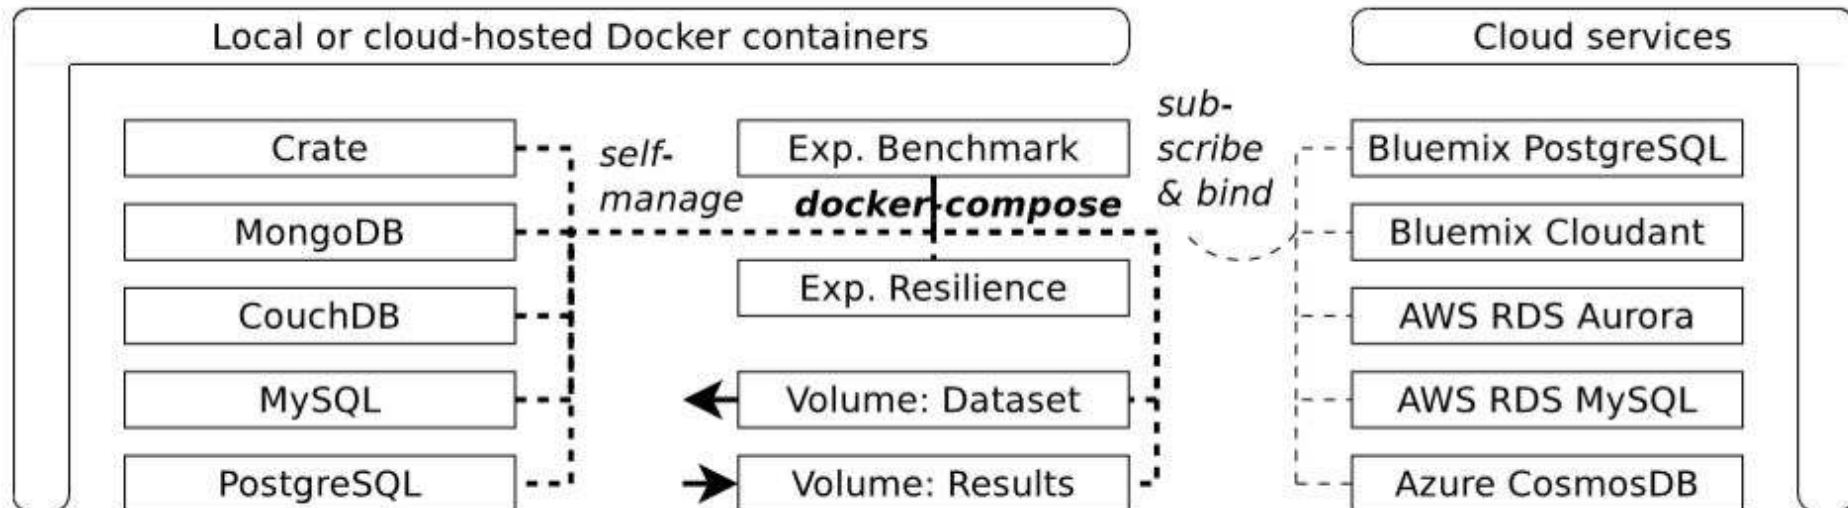 Local or cloud-hosted Docker containers
Cloud services
Crate
MongoDB
CouchDB
MySQL
PostgreSQL
self-
manage
Exp. Benchmark
docker-compose
Exp. Resilience
Volume: Dataset
Volume: Results
sub-
scribe
& bind
Bluemix PostgreSQL
Bluemix Cloudant
AWS RDS Aurora
AWS RDS MySQL
Azure CosmosDB